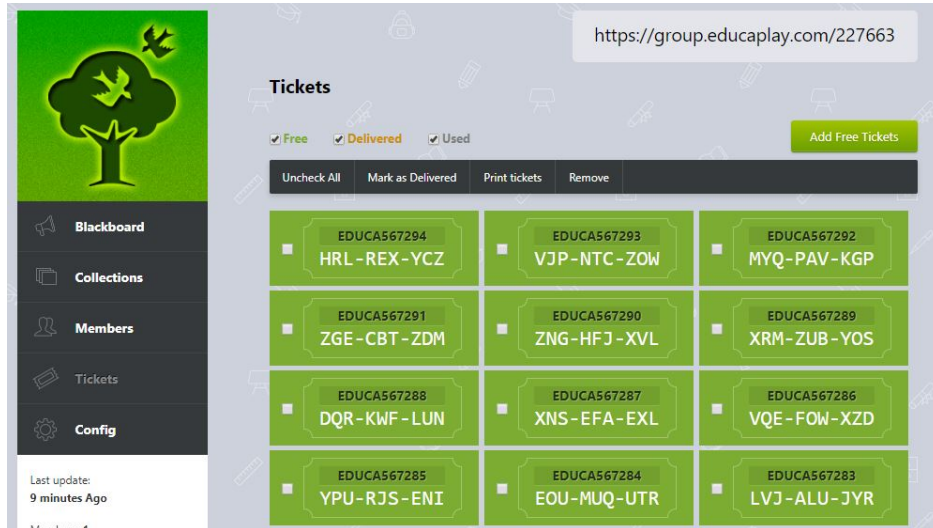 https://group.educaplay.com/227663
Tickets
Free Delivered Used
Add Free Tickets
Uncheck All Mark as Delivered Print tickets Remove
Blackboard
Collections
Members
Tickets
Config
Last update:
9 minutes Ago
EDUCA567294
HRL-REX-YCZ
EDUCA567293
VJP-NTC-ZOW
EDUCA567292
MYQ-PAV-KGP
EDUCA567291
ZGE-CBT-ZDM
EDUCA567290
ZNG-HFJ-XVL
EDUCA567289
XRM-ZUB-YOS
EDUCA567288
DQR-KWF-LUN
EDUCA567287
XNS-EFA-EXL
EDUCA567286
VQE-FOW-XZD
EDUCA567285
YPU-RJS-ENI
EDUCA567284
EOU-MUQ-UTR
EDUCA567283
LVJ-ALU-JYR